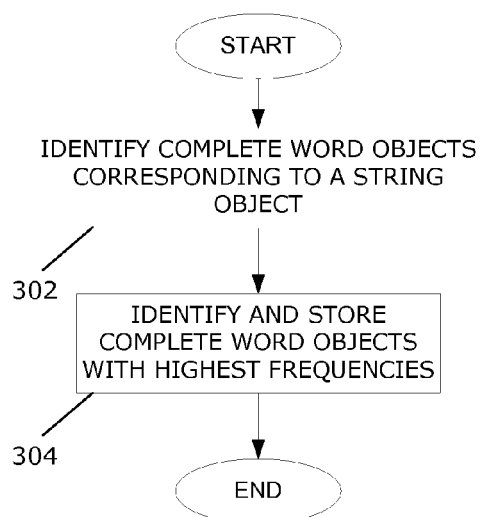 START
IDENTIFY COMPLETE WORD OBJECTS
CORRESPONDING TO A STRING
OBJECT
302
IDENTIFY AND STORE
COMPLETE WORD OBJECTS
WITH HIGHEST FREQUENCIES
304
END